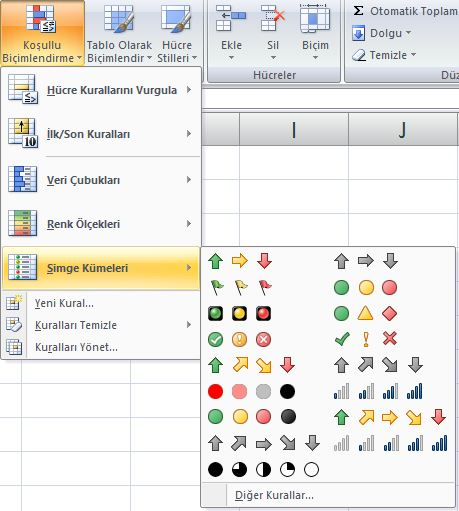 Koşullu
Biçimlendirme
Tablo Olarak
Biçimlendir
Hücre
Stilleri
Ekle
Sil
Biçim
Hücreler
Σ Otomatik Toplam
Dolgu
Temizle
Düz
I
J
Hücre Kurallarını Vurgula
İlk/Son Kuralları
10
Veri Çubukları
Renk Ölçekleri
Simge Kümeleri
Yeni Kural...
Kuralları Temizle
Kuralları Yönet...
Diğer Kurallar...